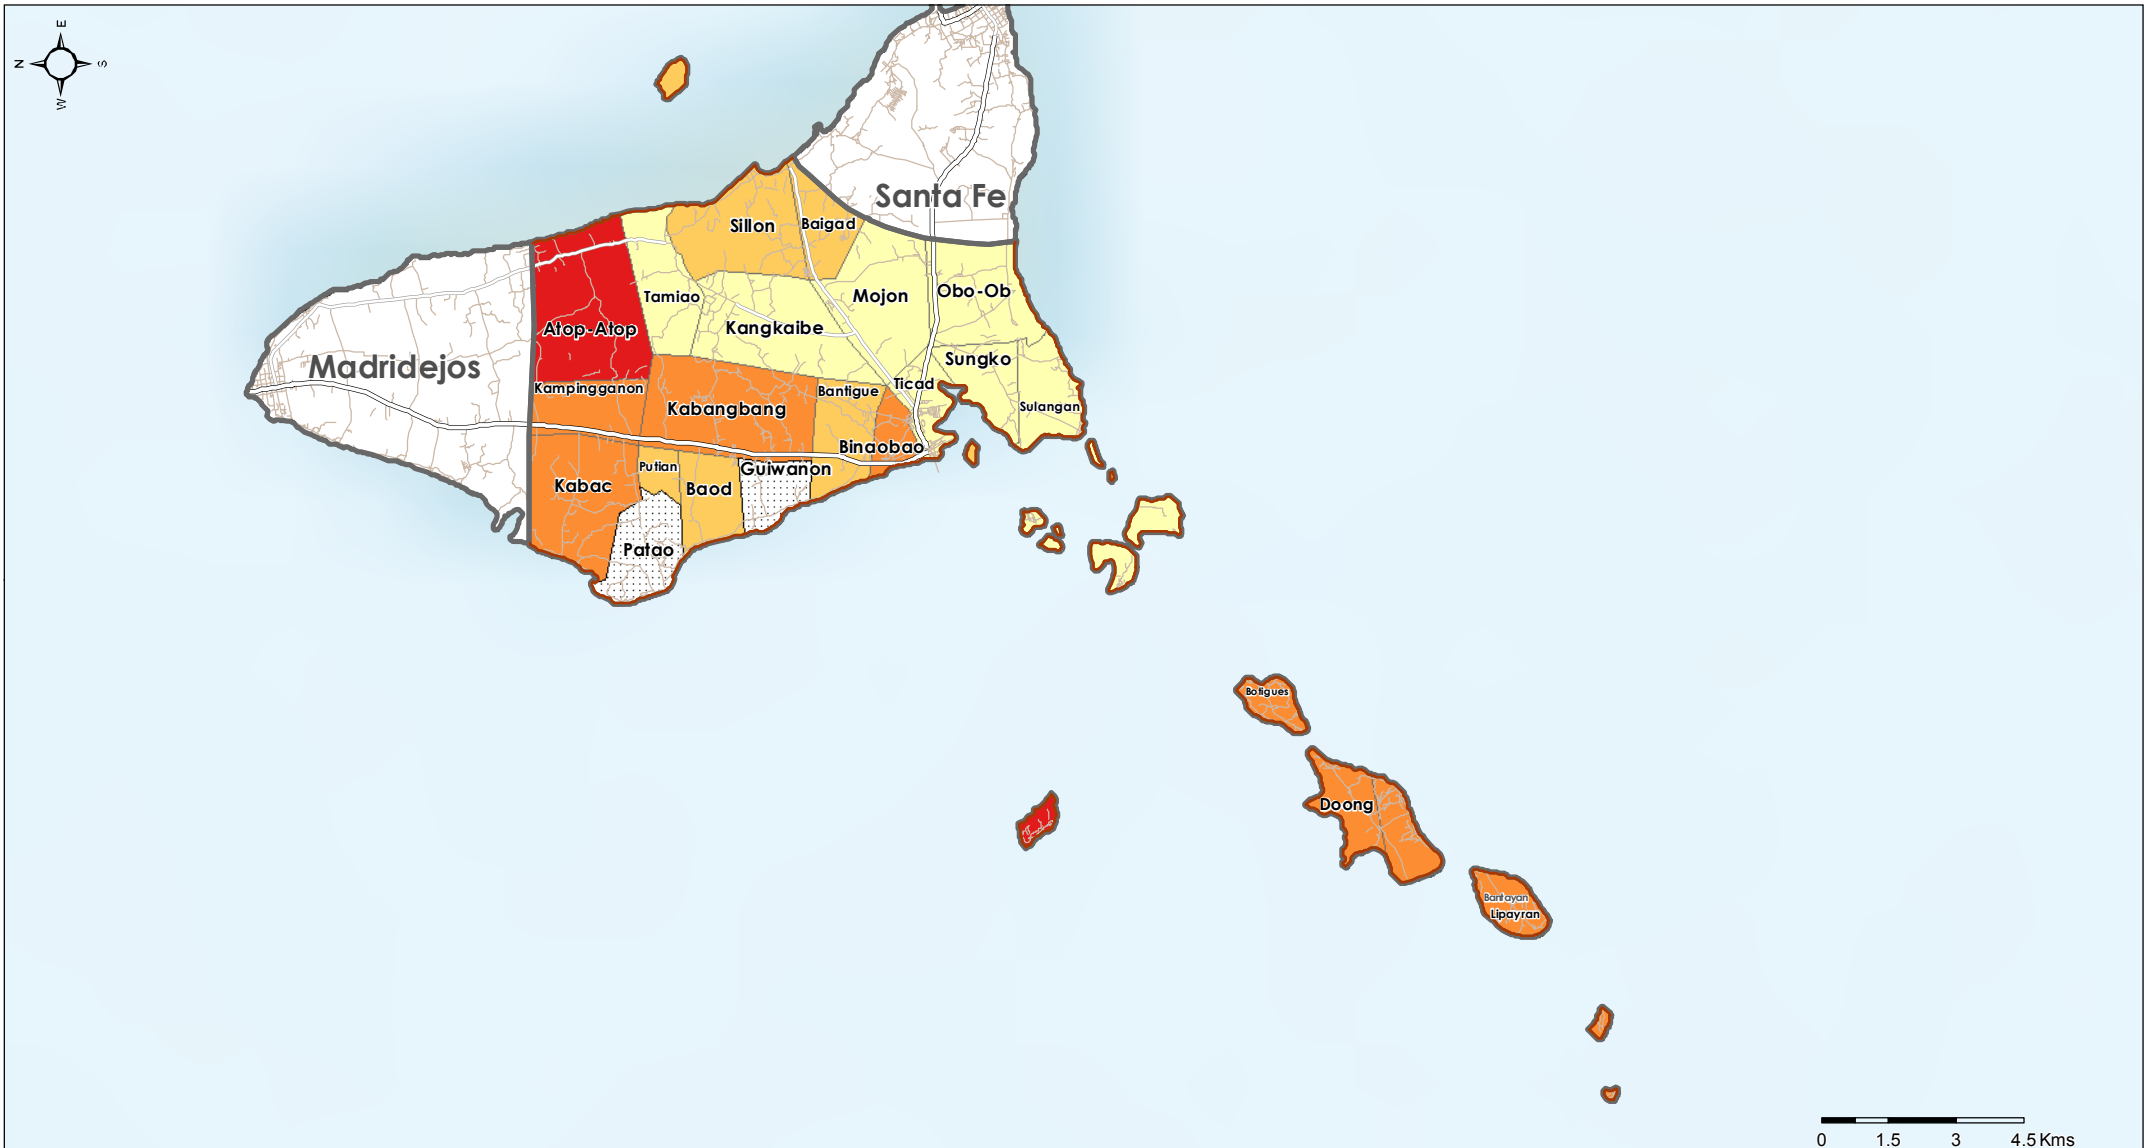 E
N
S
W
Santa Fe
Sillon
Baigad
Tamiao
Mojon
Obo-Ob
Atop-Atop
Kangkaibe
Sungko
Madridejos
Kampingganon
Bantigue
Ticad
Kabangbang
Sulangan
Binaobao
Putian
Guiwanon
Kabac
Baod
Patao
Botigues
Doong
Bantayan
Lipayran
0 1.5 3 4.5 Kms